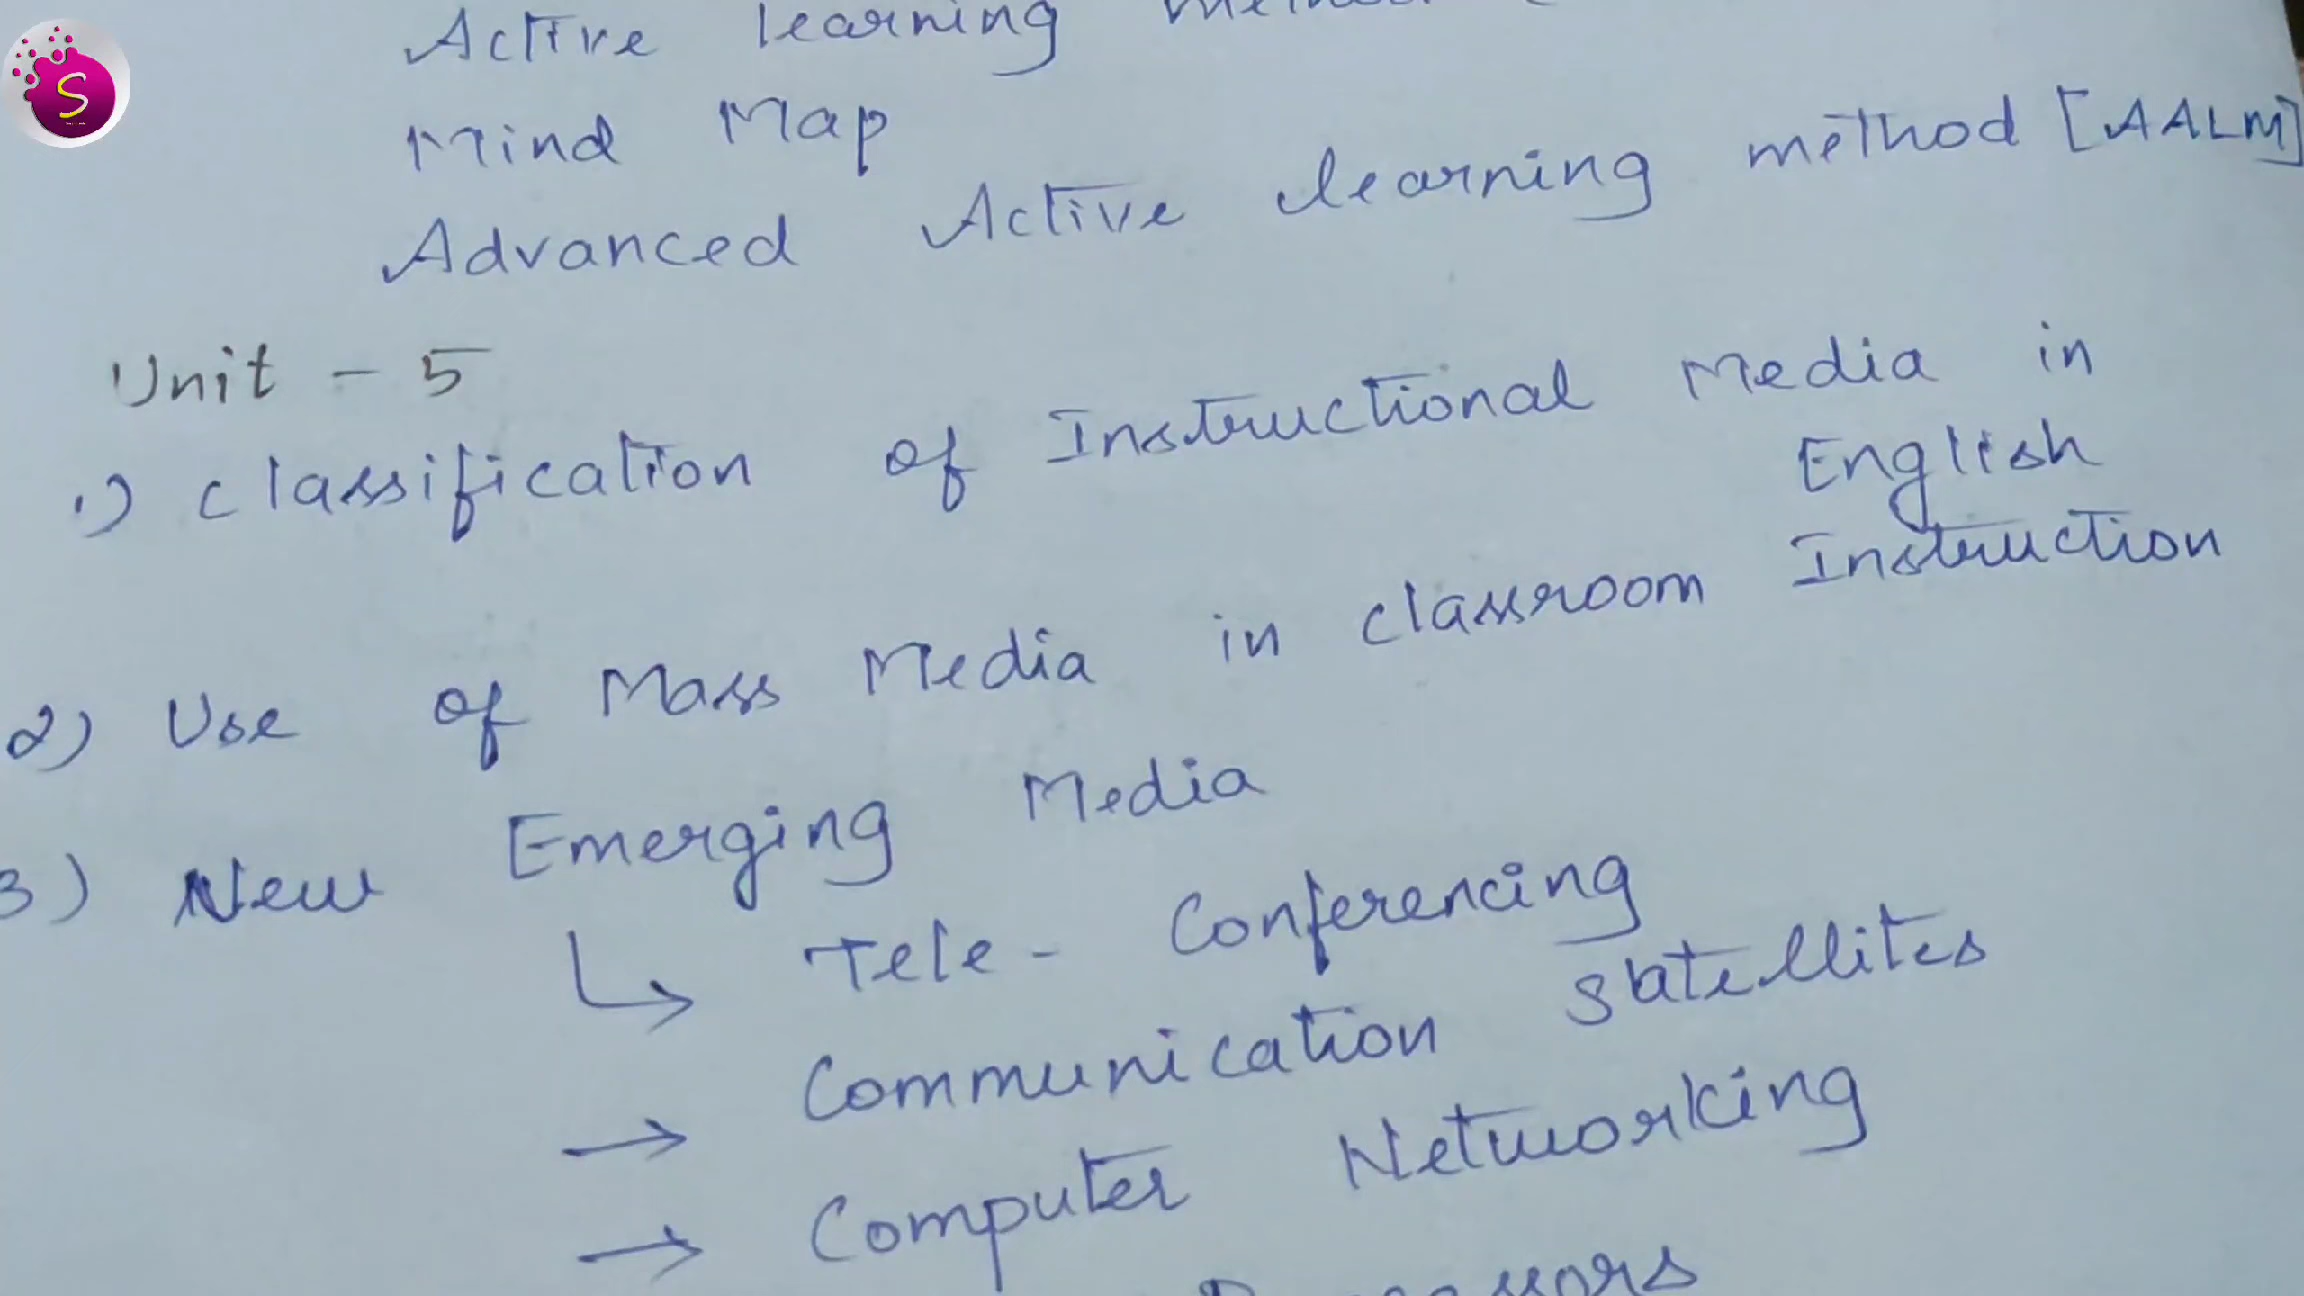 Active learning method
Mind Map
Advanced Active learning method [AALM]
Unit - 5
1) Classification of Instructional Media in
English
2) Use of Mass Media in classroom Instruction
3) New Emerging Media
↳ Tele-Conferencing
→ Communication Satellites
→ Computer Networking
S